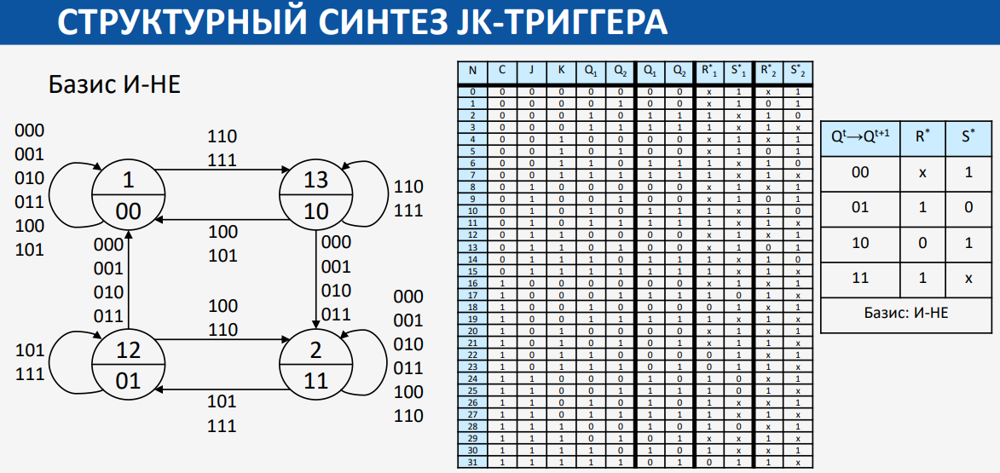 СТРУКТУРНЫЙ СИНТЕЗ JK-ТРИГГЕРА
Базис И-НЕ
000
001
010
011
100
101
110
111
1
00
13
10
110
111
100
101
000
001
010
011
000
001
010
011
100
110
101
111
12
01
2
11
000
001
010
011
100
110
101
111
N C J K Q1 Q2 Q1 Q2 R*1 S*1 R*2 S*2
0 0 0 0 0 0 0 0 x 1 x 1
1 0 0 0 0 1 0 0 x 1 0 1
2 0 0 0 1 0 1 1 1 x 1 0
3 0 0 0 1 1 1 1 1 x 1 x
4 0 0 1 0 0 0 0 x 1 x 1
5 0 0 1 0 1 0 0 x 1 0 1
6 0 0 1 1 0 1 1 1 x 1 0
7 0 0 1 1 1 1 1 1 x 1 x
8 0 1 0 0 0 0 0 x 1 x 1
9 0 1 0 0 1 0 0 x 1 0 1
10 0 1 0 1 0 1 1 1 x 1 0
11 0 1 0 1 1 1 1 1 x 1 x
12 0 1 1 0 0 0 0 x 1 x 1
13 0 1 1 0 1 0 0 x 1 0 1
14 0 1 1 1 0 1 1 1 x 1 0
15 0 1 1 1 1 1 1 1 x 1 x
16 1 0 0 0 0 0 0 x 1 x 1
17 1 0 0 0 1 1 1 1 0 1 x
18 1 0 0 1 0 0 0 0 1 x 1
19 1 0 0 1 1 1 1 1 x 1 x
20 1 0 1 0 0 0 0 x 1 x 1
21 1 0 1 0 1 0 1 x 1 1 x
22 1 0 1 1 0 0 0 0 1 x 1
23 1 0 1 1 1 0 1 0 1 1 x
24 1 1 0 0 0 1 0 1 0 x 1
25 1 1 0 0 1 1 1 1 0 1 x
26 1 1 0 1 0 1 0 1 x x 1
27 1 1 0 1 1 1 1 1 x 1 x
28 1 1 1 0 0 1 0 1 0 x 1
29 1 1 1 0 1 0 1 x x 1 x
30 1 1 1 1 0 1 0 1 x x 1
31 1 1 1 1 1 0 1 0 1 1 x
Qt→Qt+1 R* S*
00 x 1
01 1 0
10 0 1
11 1 x
Базис: И-НЕ